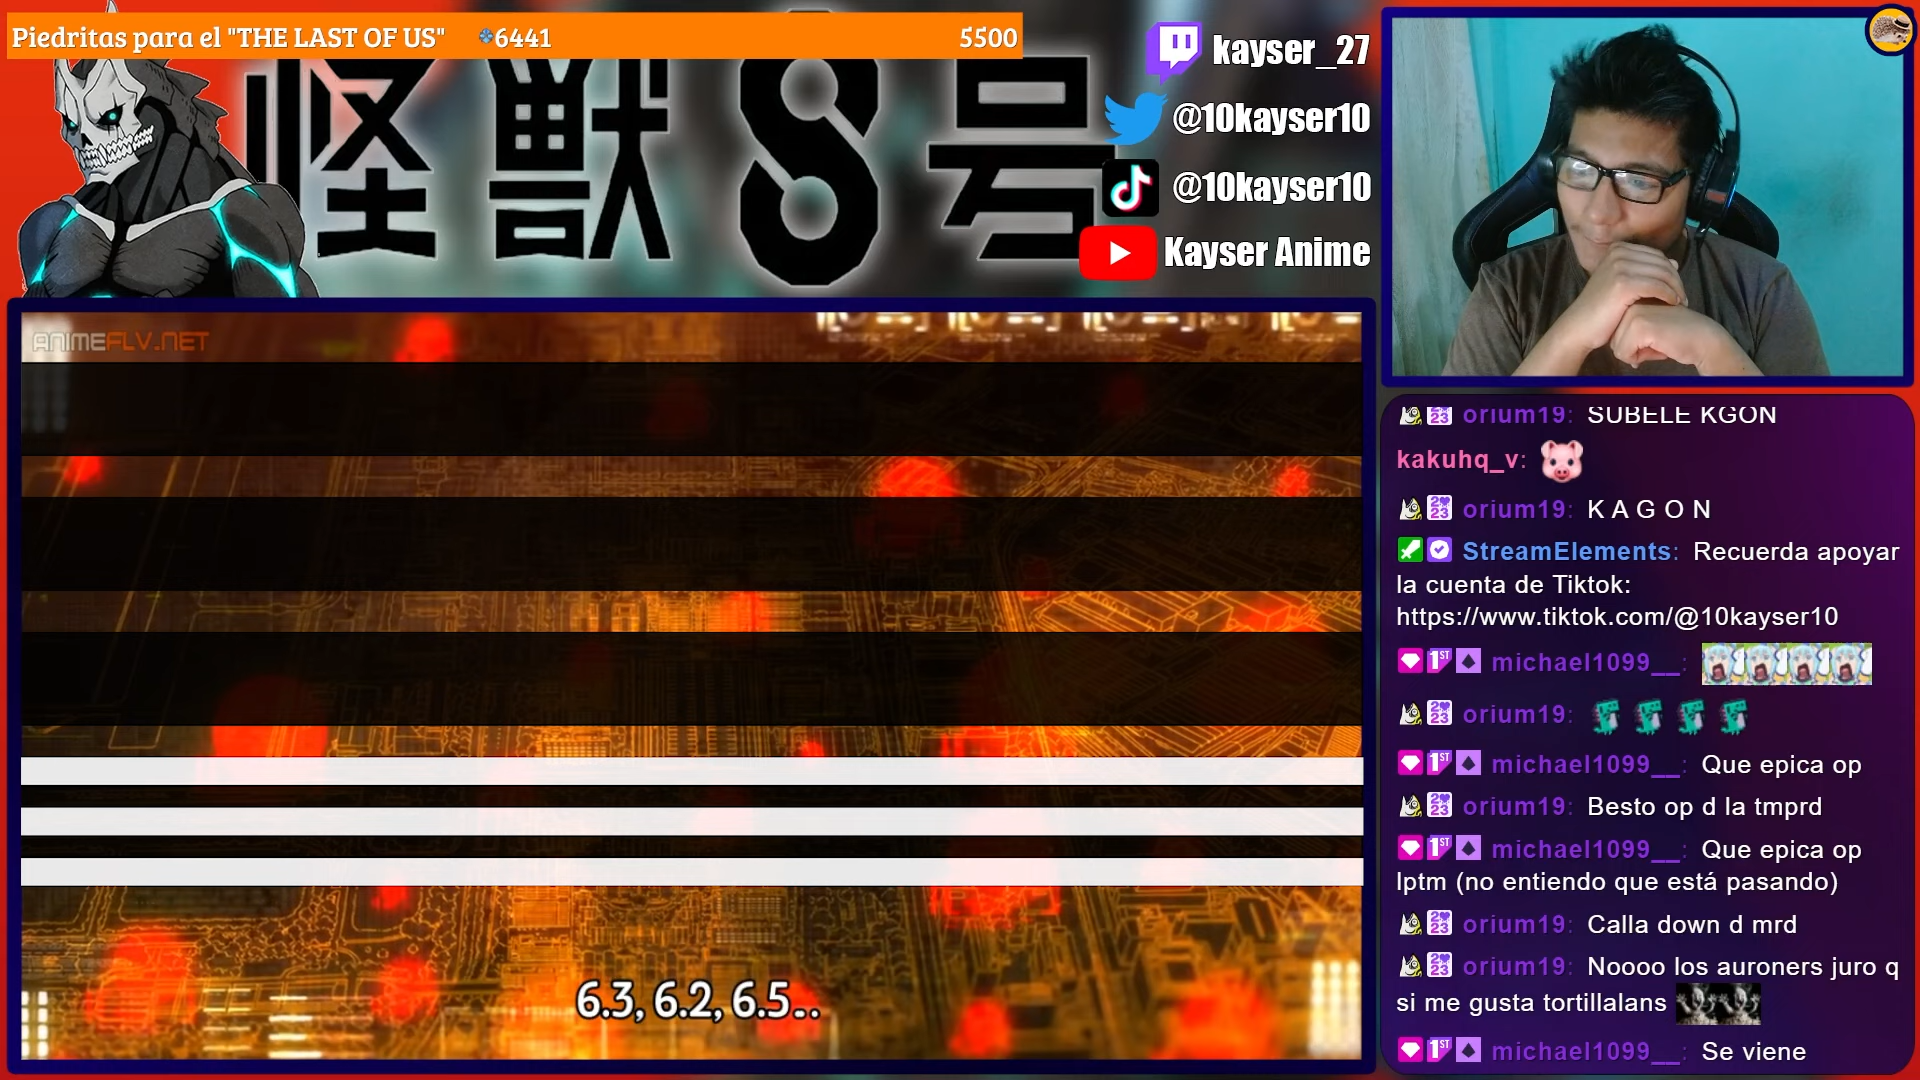 Piedritas para el "THE LAST OF US" 6441 5500
怪獣8号
kayser_27
@10kayser10
@10kayser10
Kayser Anime
ANIMEFLV.NET
6.3, 6.2, 6.5...
orium19: SUBELE KGON
kakuhq_v:
orium19: K A G O N
StreamElements: Recuerda apoyar
la cuenta de Tiktok:
https://www.tiktok.com/@10kayser10
michael1099__:
orium19:
michael1099__: Que epica op
orium19: Besto op d la tmprd
michael1099__: Que epica op
lptm (no entiendo que está pasando)
orium19: Calla down d mrd
orium19: Noooo los auroners juro q
si me gusta tortillalans
michael1099__: Se viene